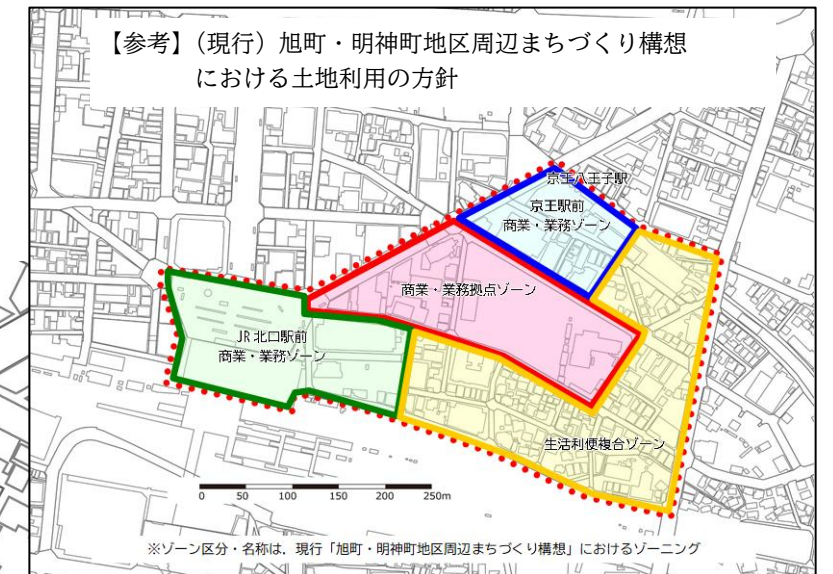 【参考】（現行）旭町・明神町地区周辺まちづくり構想
における土地利用の方針
京王八王子駅
京王駅前
商業・業務ゾーン
商業・業務拠点ゾーン
JR北口駅前
商業・業務ゾーン
生活利便複合ゾーン
0 50 100 150 200 250m
※ゾーン区分・名称は，現行「旭町・明神町地区周辺まちづくり構想」におけるゾーニング